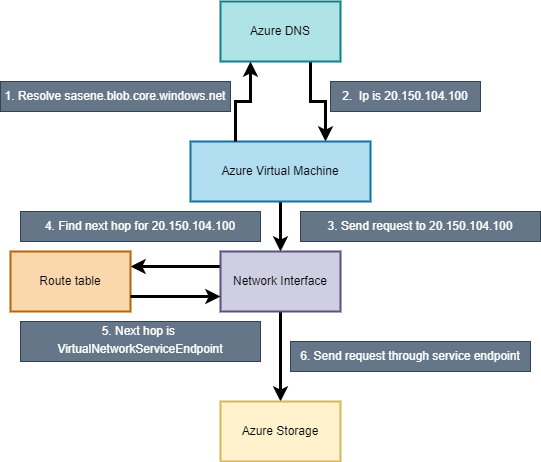 Azure DNS
1. Resolve sasene.blob.core.windows.net
2. Ip is 20.150.104.100
Azure Virtual Machine
4. Find next hop for 20.150.104.100
3. Send request to 20.150.104.100
Route table
Network Interface
5. Next hop is
VirtualNetworkServiceEndpoint
6. Send request through service endpoint
Azure Storage